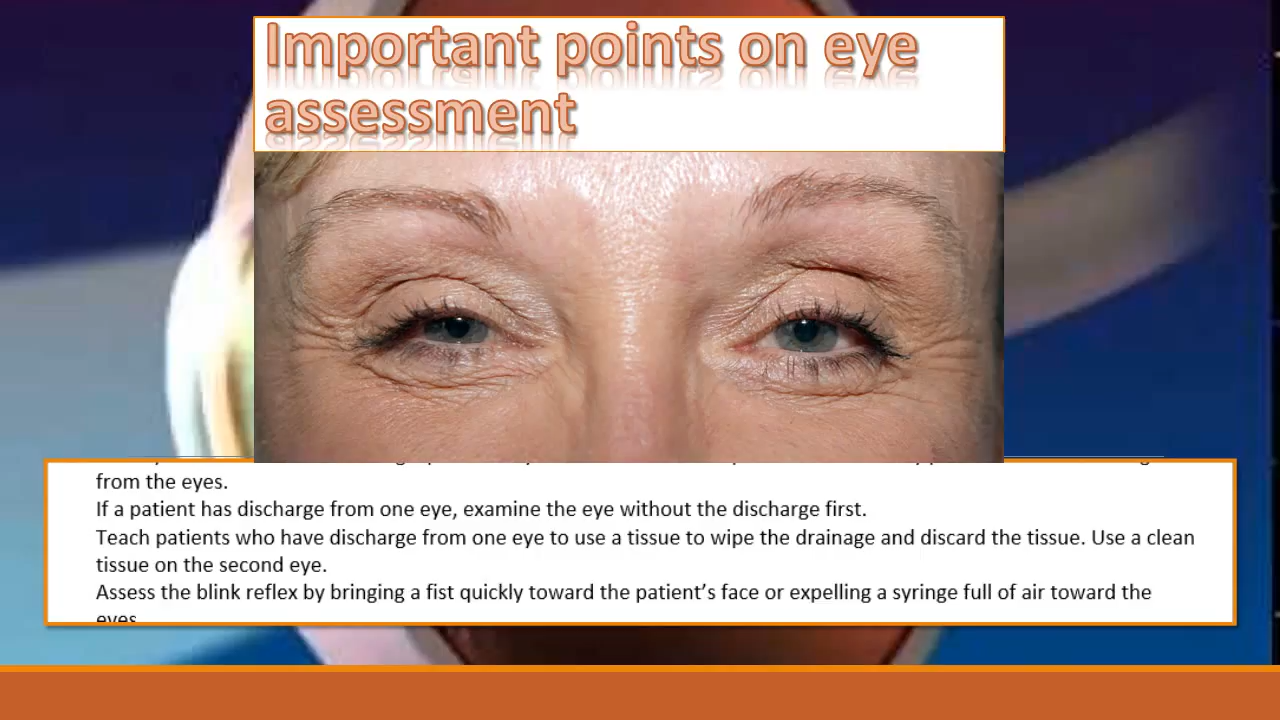 Important points on eye
assessment
from the eyes.
If a patient has discharge from one eye, examine the eye without the discharge first.
Teach patients who have discharge from one eye to use a tissue to wipe the drainage and discard the tissue. Use a clean
tissue on the second eye.
Assess the blink reflex by bringing a fist quickly toward the patient’s face or expelling a syringe full of air toward the
eyes